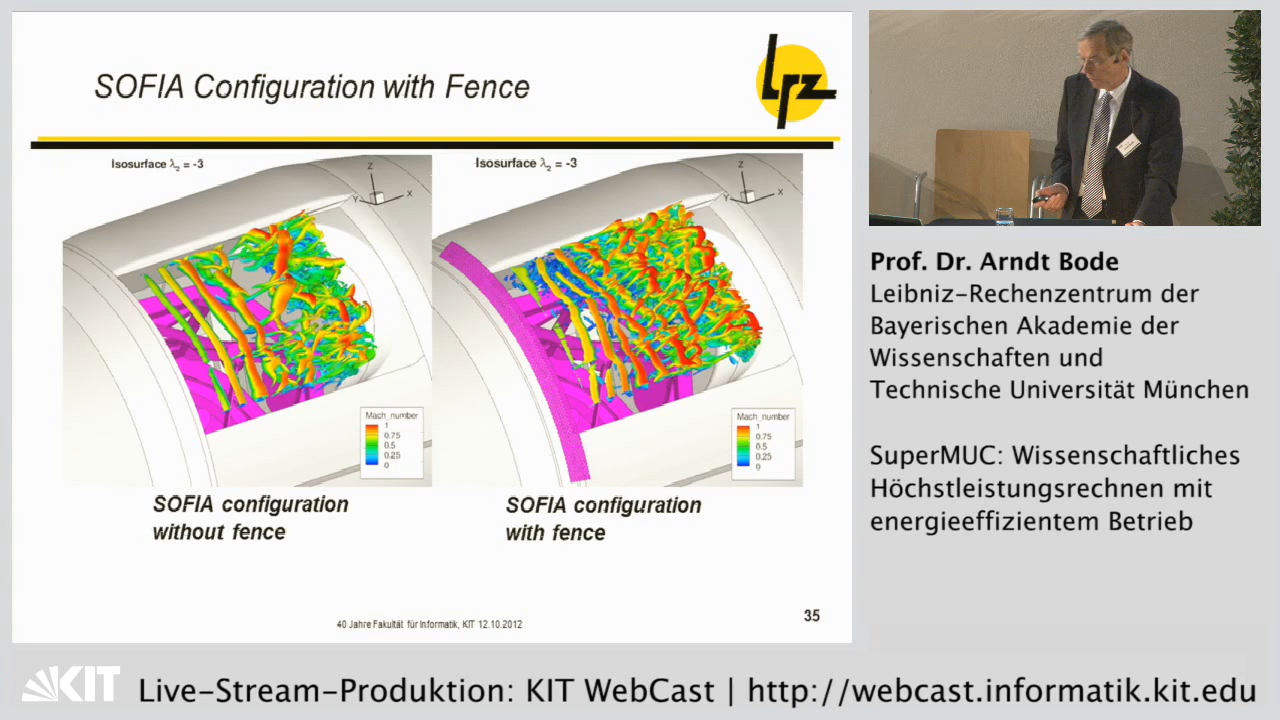 SOFIA Configuration with Fence
lrz
Isosurface λ2 = -3
Z
Y
X
Mach_number
1
0.75
0.5
0.25
0
Isosurface λ2 = -3
Z
Y
X
Mach_number
1
0.75
0.5
0.25
0
SOFIA configuration
without fence
SOFIA configuration
with fence
40 Jahre Fakultät für Informatik, KIT 12.10.2012
35
Prof. Dr. Arndt Bode
Leibniz-Rechenzentrum der
Bayerischen Akademie der
Wissenschaften und
Technische Universität München
SuperMUC: Wissenschaftliches
Höchstleistungsrechnen mit
energieeffizientem Betrieb
KIT
Live-Stream-Produktion: KIT WebCast | http://webcast.informatik.kit.edu